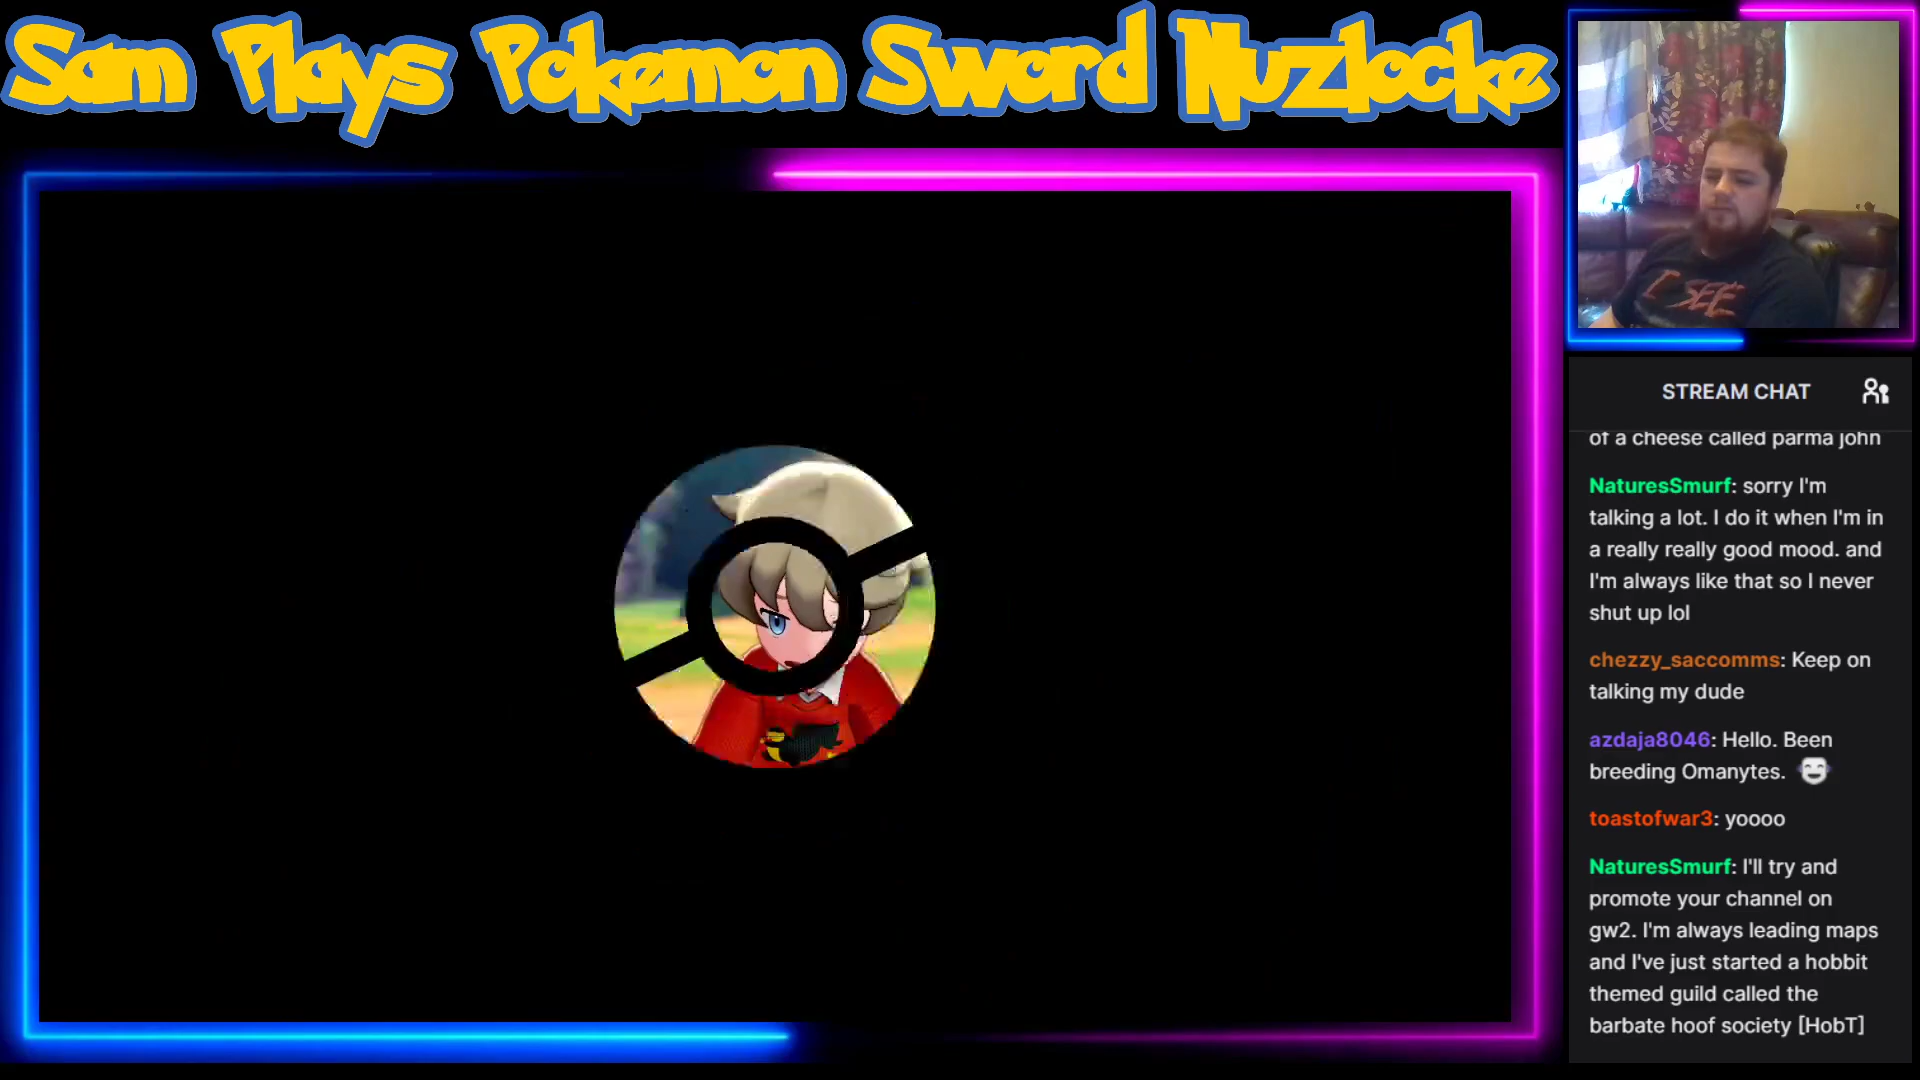 Sam Plays Pokemon Sword Nuzlocke
I SEE
STREAM CHAT
of a cheese called parma john
NaturesSmurf: sorry I'm
talking a lot. I do it when I'm in
a really really good mood. and
I'm always like that so I never
shut up lol
chezzy_saccomms: Keep on
talking my dude
azdaja8046: Hello. Been
breeding Omanytes.
toastofwar3: yoooo
NaturesSmurf: I'll try and
promote your channel on
gw2. I'm always leading maps
and I've just started a hobbit
themed guild called the
barbate hoof society [HobT]